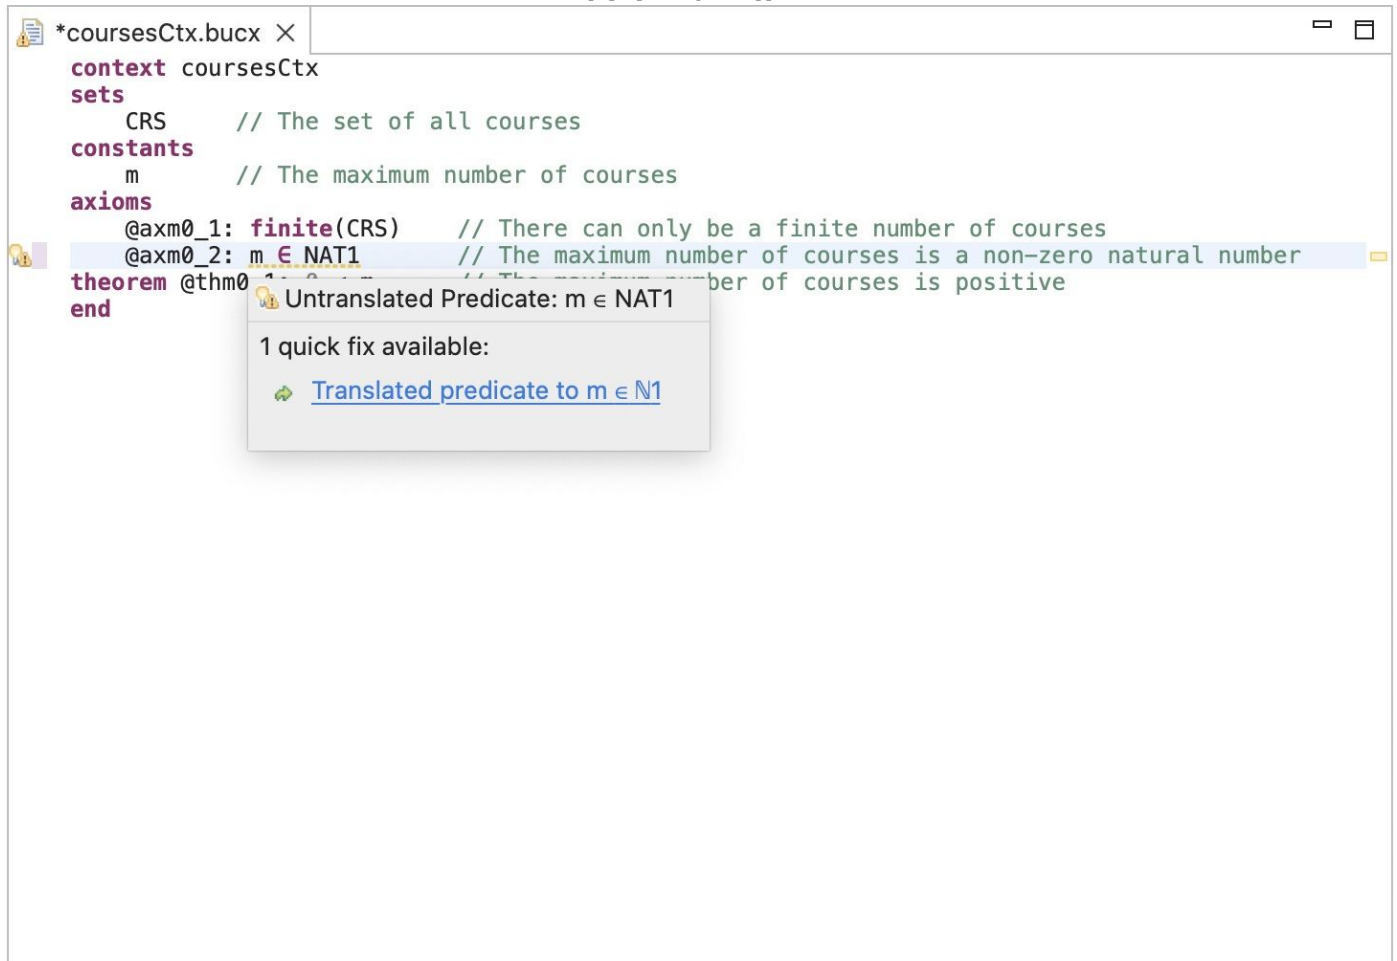 *coursesCtx.bucx
context coursesCtx
sets
CRS // The set of all courses
constants
m // The maximum number of courses
axioms
@axm0_1: finite(CRS) // There can only be a finite number of courses
@axm0_2: m ∈ NAT1 // The maximum number of courses is a non-zero natural number
theorem @thm0 ber of courses is positive
end
Untranslated Predicate: m ∈ NAT1
1 quick fix available:
Translated predicate to m ∈ ℕ1